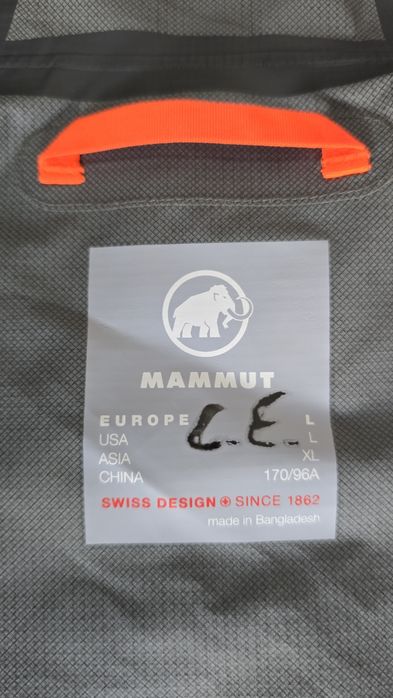 MAMMUT
EUROPE L
C.E.
USA L
ASIA XL
CHINA 170/96A
SWISS DESIGN + SINCE 1862
made in Bangladesh